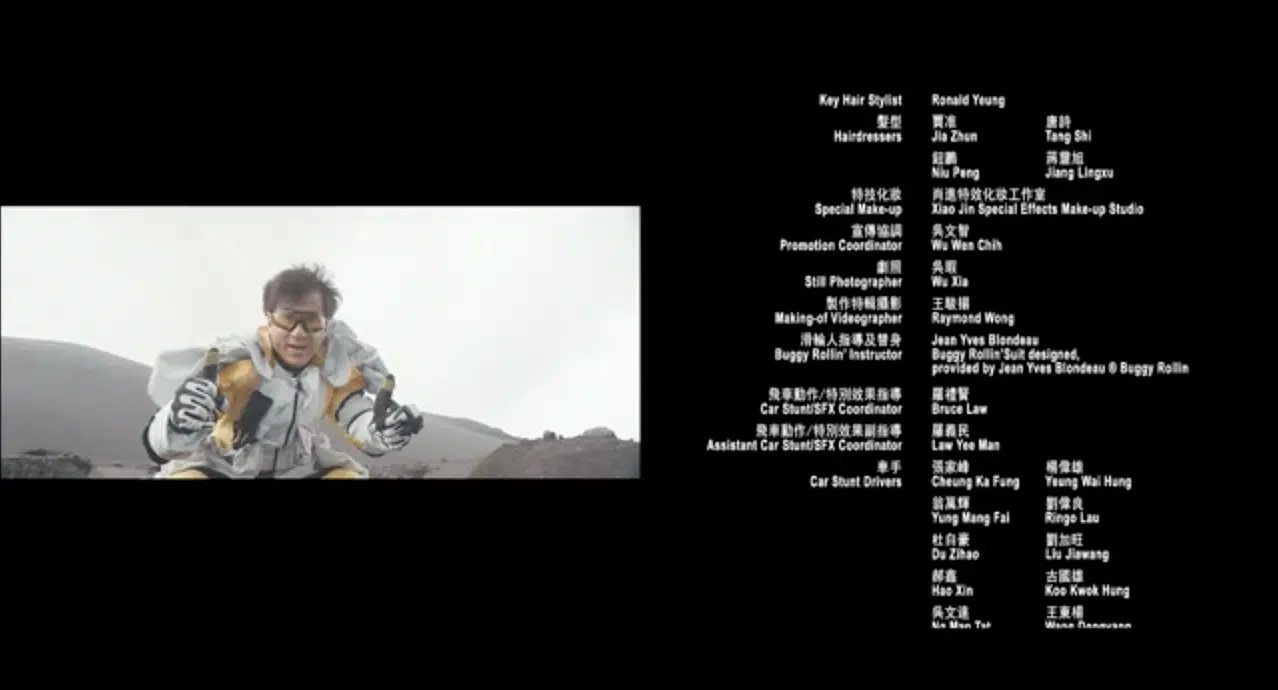 Key Hair Stylist Ronald Yeung
髮型 賈准 唐詩
Hairdressers Jia Zhun Tang Shi
鈕鵬 蔣靈旭
Niu Peng Jiang Lingxu
特技化妝 肖進特效化妝工作室
Special Make-up Xiao Jin Special Effects Make-up Studio
宣傳協調 吳文智
Promotion Coordinator Wu Wen Chih
劇照 吳暇
Still Photographer Wu Xia
製作特輯攝影 王駿揚
Making-of Videographer Raymond Wong
滑輪人指導及替身 Jean Yves Blondeau
Buggy Rollin' Instructor Buggy Rollin'Suit designed,
provided by Jean Yves Blondeau ® Buggy Rollin
飛車動作/特別效果指導 羅禮賢
Car Stunt/SFX Coordinator Bruce Law
飛車動作/特別效果副指導 羅義民
Assistant Car Stunt/SFX Coordinator Law Yee Man
車手 張家峰 楊偉雄
Car Stunt Drivers Cheung Ka Fung Yeung Wai Hung
翁萬輝 劉偉良
Yung Mang Fai Ringo Lau
杜自豪 劉加旺
Du Zihao Liu Jiawang
郝鑫 古國雄
Hao Xin Koo Kwok Hung
吳文達 王東楊
Ng Man Tat Wang Dongyang